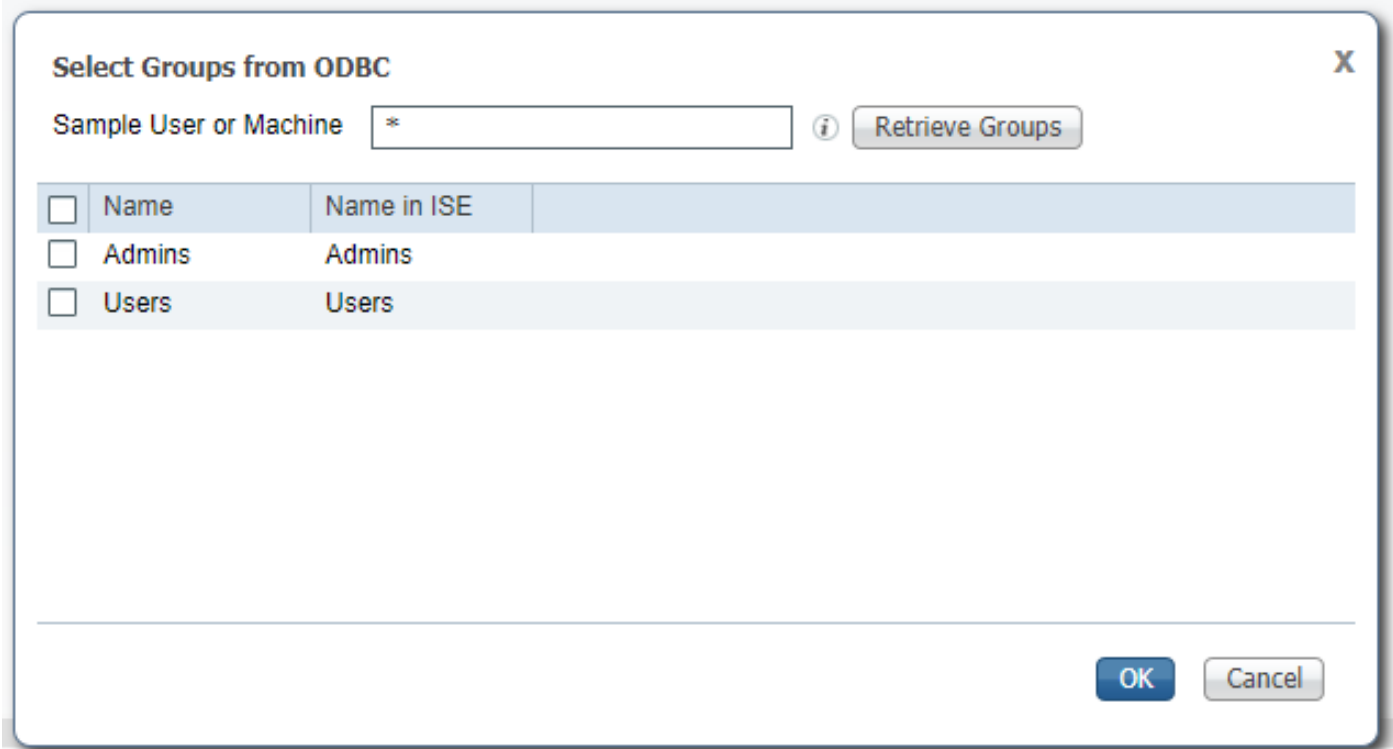 Select Groups from ODBC X
Sample User or Machine * i Retrieve Groups
Name Name in ISE
Admins Admins
Users Users
OK Cancel